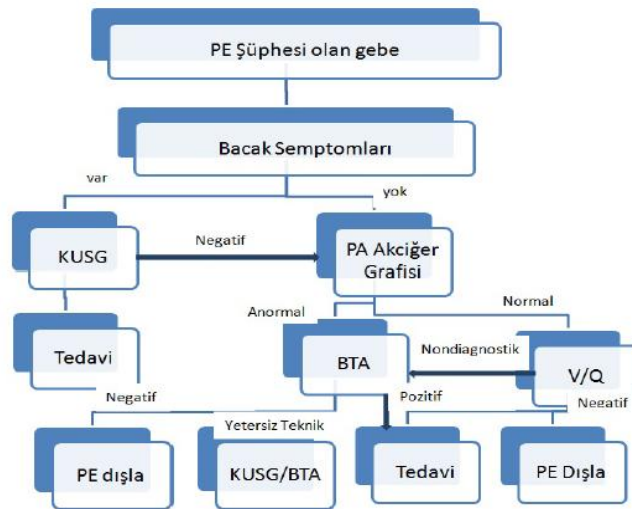 PE Şüphesi olan gebe
Bacak Semptomları
var
yok
KUSG
Negatif
PA Akciğer
Grafisi
Anormal
Normal
Tedavi
BTA
Nondiagnostik
V/Q
Negatif
Yetersiz Teknik
Pozitif
Negatif
PE dışla
KUSG/BTA
Tedavi
PE Dışla